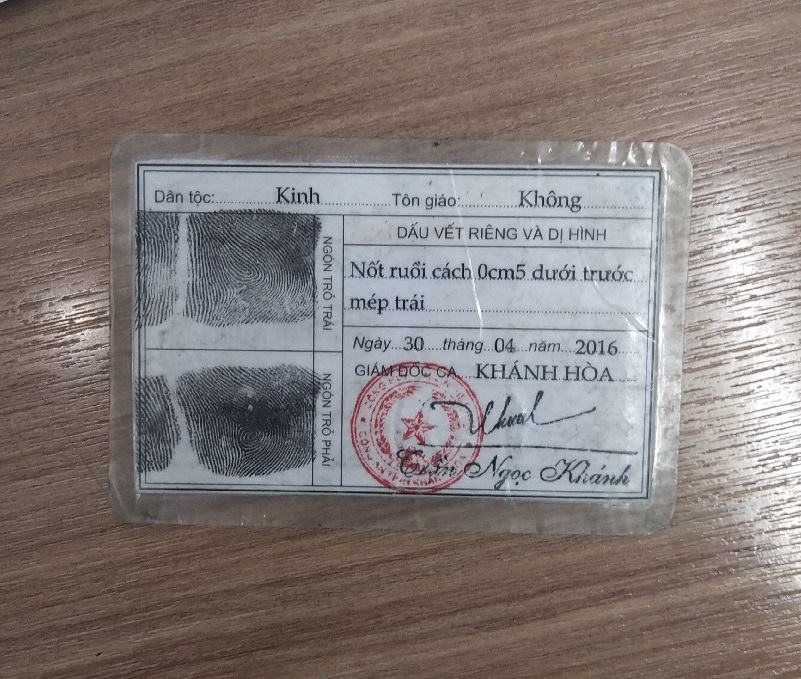 Dân tộc: Kinh Tôn giáo: Không
NGÓN TRỎ TRÁI
NGÓN TRỎ PHẢI
DẤU VẾT RIÊNG VÀ DỊ HÌNH
Nốt ruồi cách 0cm5 dưới trước
mép trái
Ngày 30 tháng 04 năm 2016
GIÁM ĐỐC CA KHÁNH HÒA
Trần Ngọc Khánh